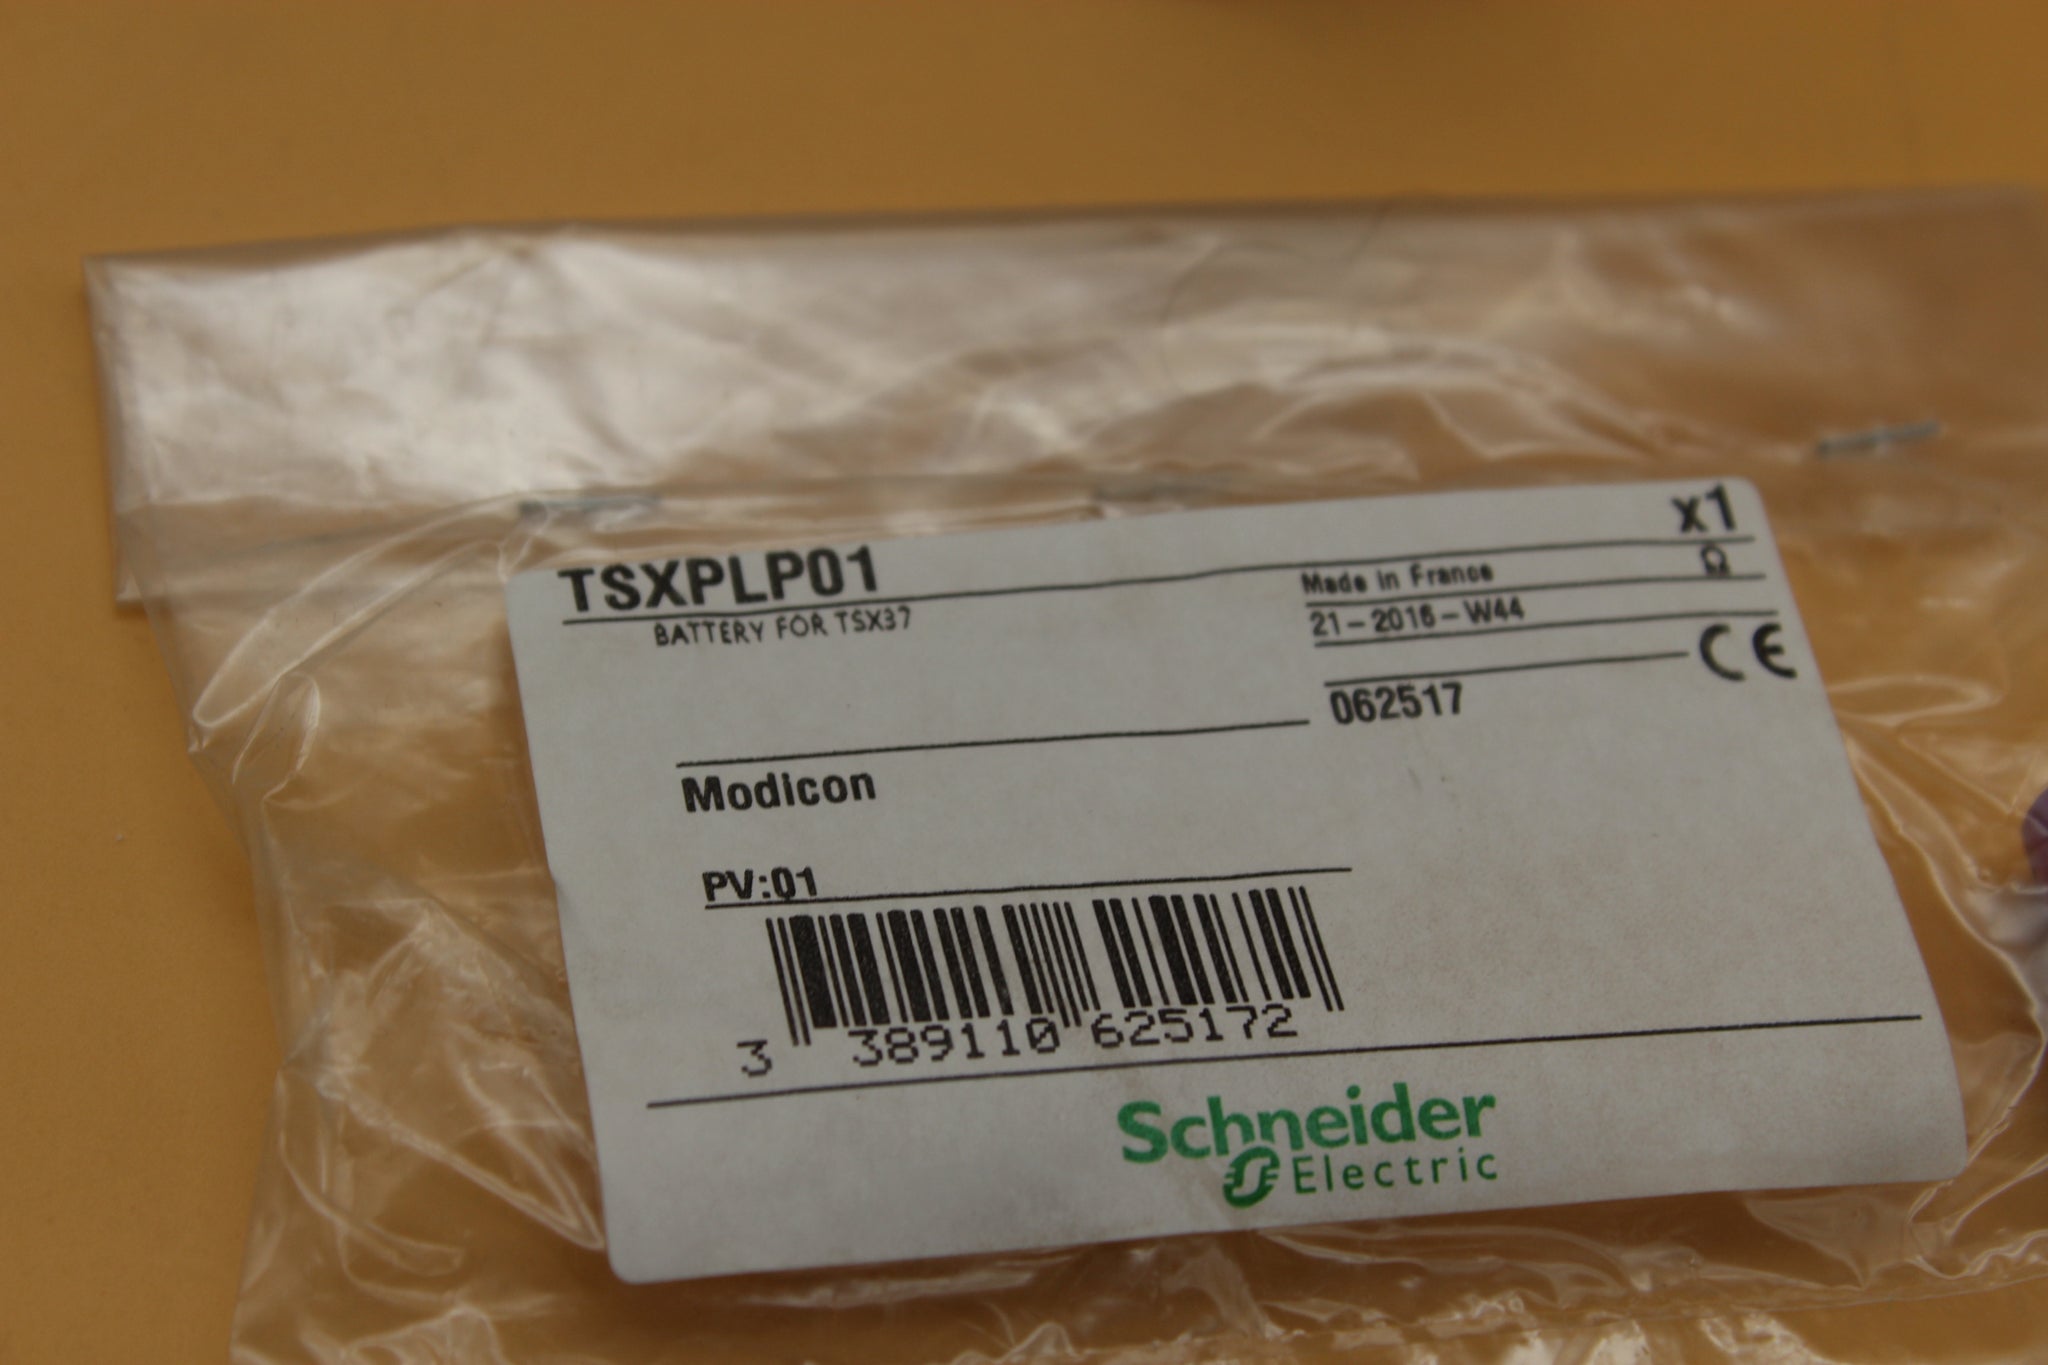 x1
TSXPLP01
Ω
Made in France
BATTERY FOR TSX37
21-2016-W44
CE
062517
Modicon
PV:01
3 389110 625172
Schneider
Electric